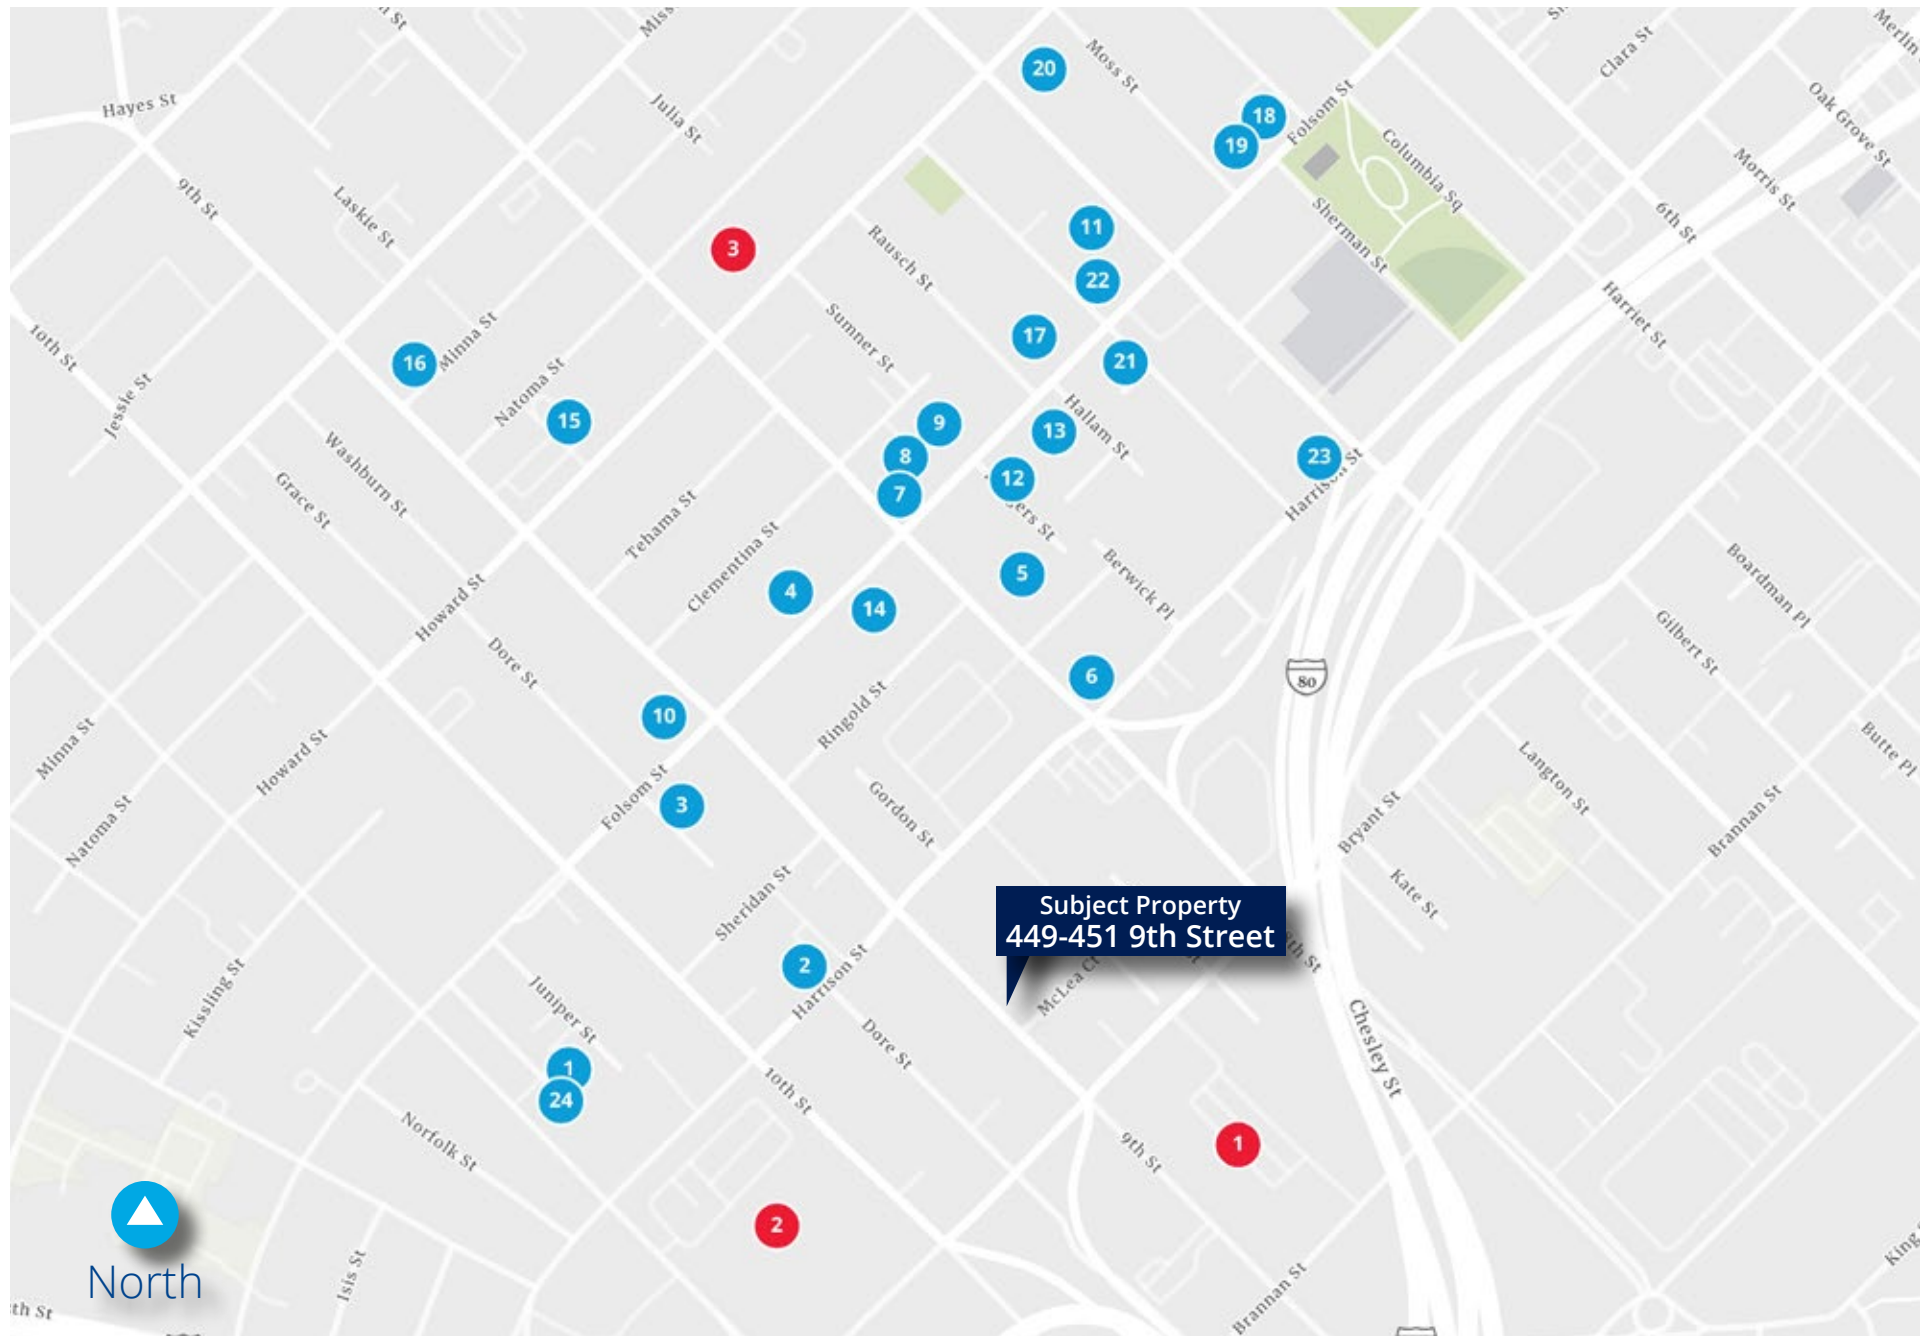 Hayes St
20
Moss St
Clara St
Julia St
18
Folsom St
19
Oak Grove St
Columbia Sq
Morris St
9th St
Laskie St
Sherman St
6th St
3
Rausch St
11
22
Harriet St
10th St
Minna St
16
Sumner St
17
21
Jessie St
Natoma St
15
9
Hallam St
13
8
23
Harrison St
Washburn St
Grace St
7
12
Tehama St
Clementina St
5
Berwick Pl
Boardman Pl
4
14
Howard St
Gilbert St
Dore St
6
80
10
Ringold St
Minna St
Howard St
Langton St
Butte Pl
Folsom St
3
Gordon St
Natoma St
Bryant St
Brannan St
Sheridan St
Kate St
Subject Property
449-451 9th Street
8th St
2
Harrison St
McLea Ct
Kissling St
Juniper St
Dore St
Chesley St
1
24
10th St
Norfolk St
9th St
1
2
North
Isis St
Brannan St